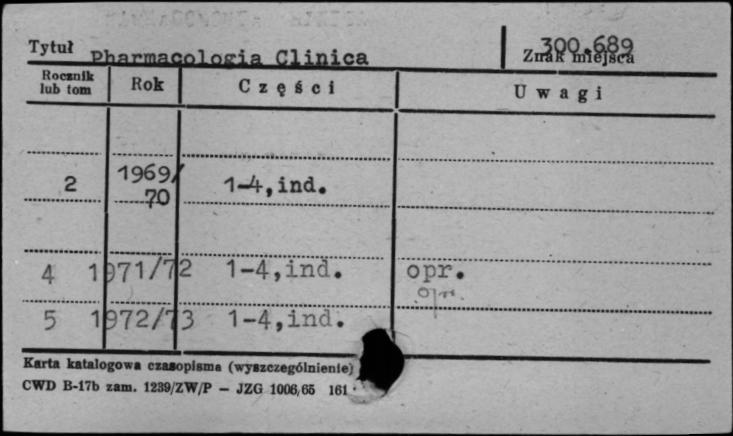 Tytuł Pharmacologia Clinica
300.689
Znak miejsca
Rocznik lub tom Rok Części Uwagi
2 1969/70 1-4,ind.
4 1971/72 1-4,ind. opr.
opr.
5 1972/73 1-4,ind.
Karta katalogowa czasopisma (wyszczególnienie)
CWD B-17b zam. 1239/ZW/P — JZG 1006/65 161